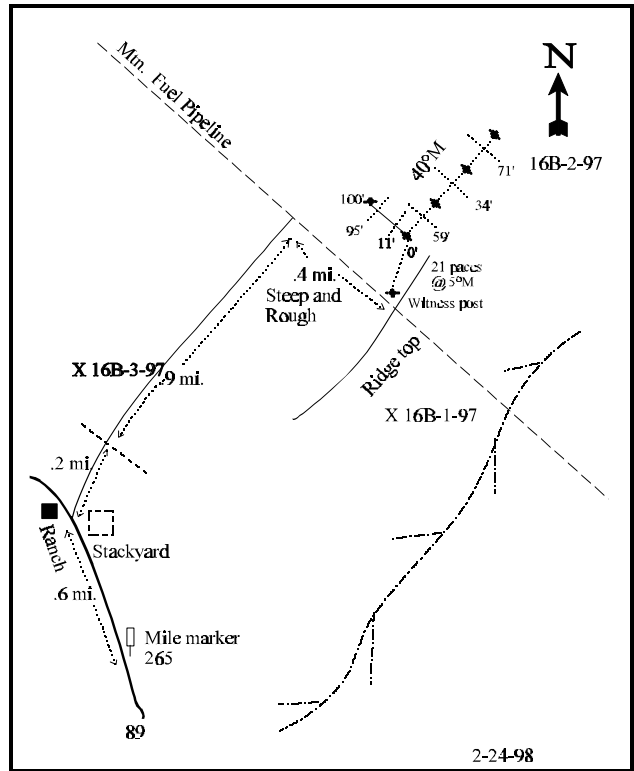 Mtn. Fuel Pipeline
N
16B-2-97
40°M
71'
34'
59'
100'
95'
11'
0'
21 paces
@ 5°M
Witness post
.4 mi.
Steep and
Rough
Ridge top
X 16B-3-97
.9 mi.
X 16B-1-97
.2 mi.
Ranch
Stackyard
.6 mi.
Mile marker
265
89
2-24-98